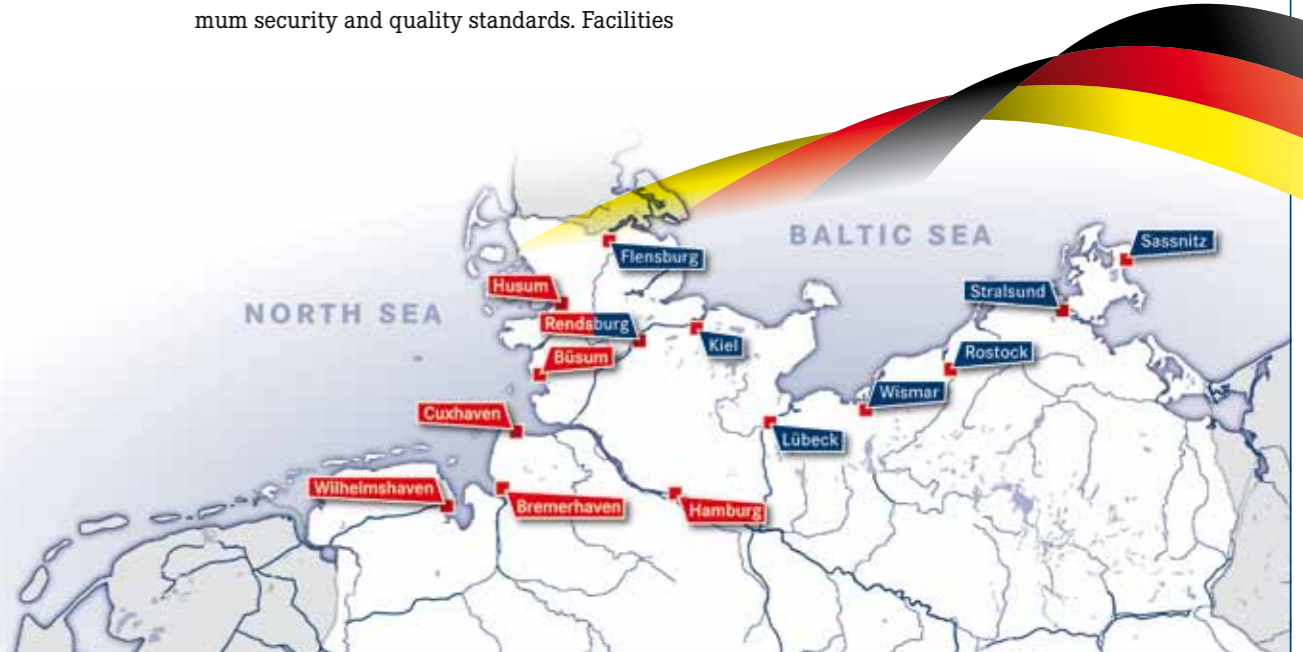 mum security and quality standards. Facilities
BALTIC SEA
NORTH SEA
Sassnitz
Flensburg
Husum
Stralsund
Rendsburg
Kiel
Büsum
Rostock
Wismar
Cuxhaven
Lübeck
Wilhelmshaven
Bremerhaven
Hamburg